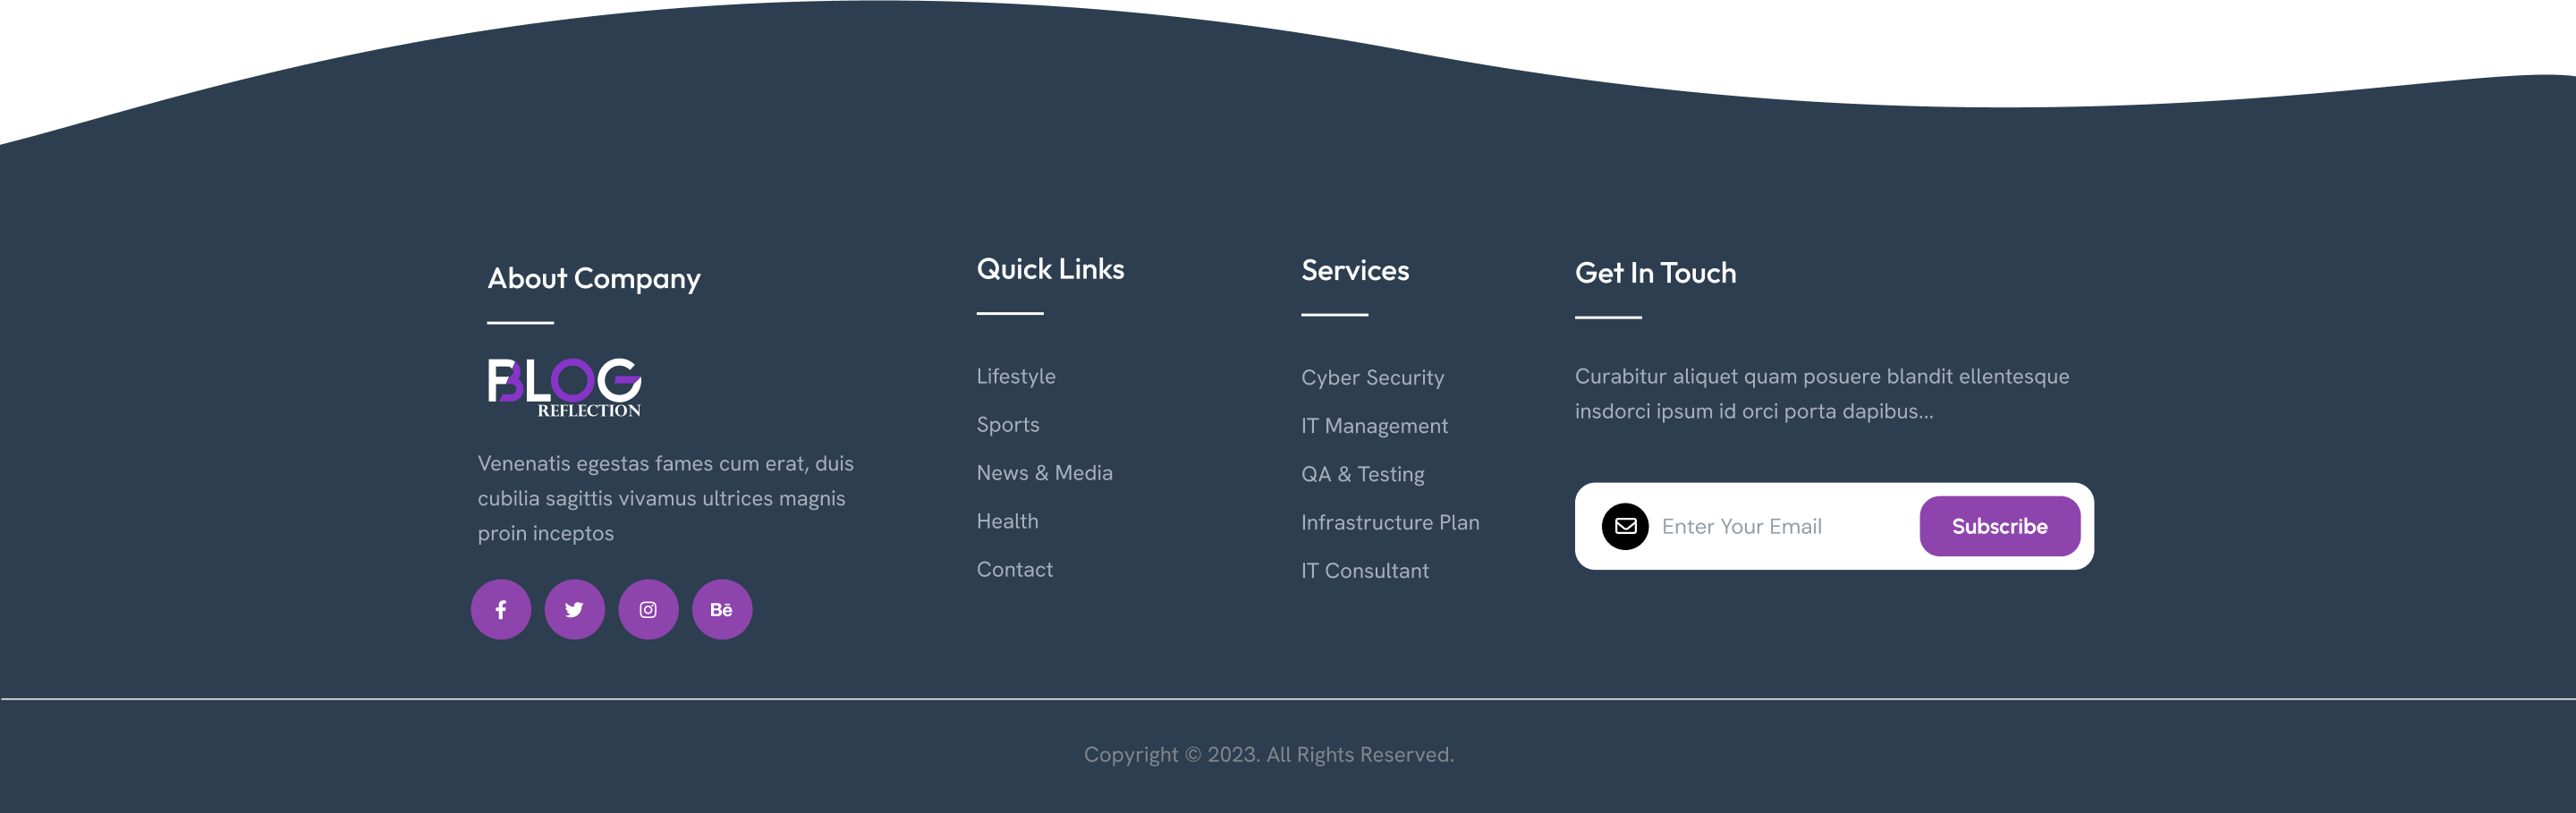 About Company
BLOG
REFLECTION
Venenatis egestas fames cum erat, duis
cubilia sagittis vivamus ultrices magnis
proin inceptos
Bē
Quick Links
Lifestyle
Sports
News & Media
Health
Contact
Services
Cyber Security
IT Management
QA & Testing
Infrastructure Plan
IT Consultant
Get In Touch
Curabitur aliquet quam posuere blandit ellentesque
insdorci ipsum id orci porta dapibus...
Enter Your Email
Subscribe
Copyright © 2023. All Rights Reserved.